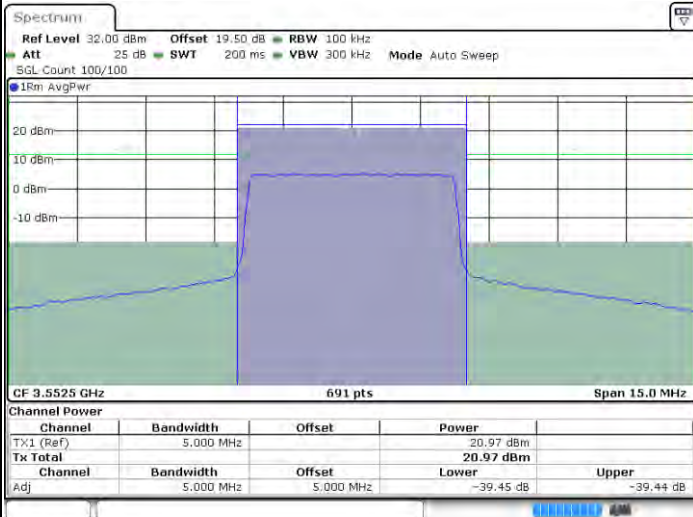 Spectrum
Ref Level 32.00 dBm Offset 19.50 dB RBW 100 kHz
Att 25 dB SWT 200 ms VBW 300 kHz Mode Auto Sweep
SGL Count 100/100
1Rm AvgPwr
20 dBm
10 dBm
0 dBm
-10 dBm
CF 3.5525 GHz 691 pts Span 15.0 MHz
Channel Power
Channel Bandwidth Offset Power
TX1 (Ref) 5.000 MHz 20.97 dBm
Tx Total 20.97 dBm
Channel Bandwidth Offset Lower Upper
Adj 5.000 MHz 5.000 MHz -39.45 dB -39.44 dB